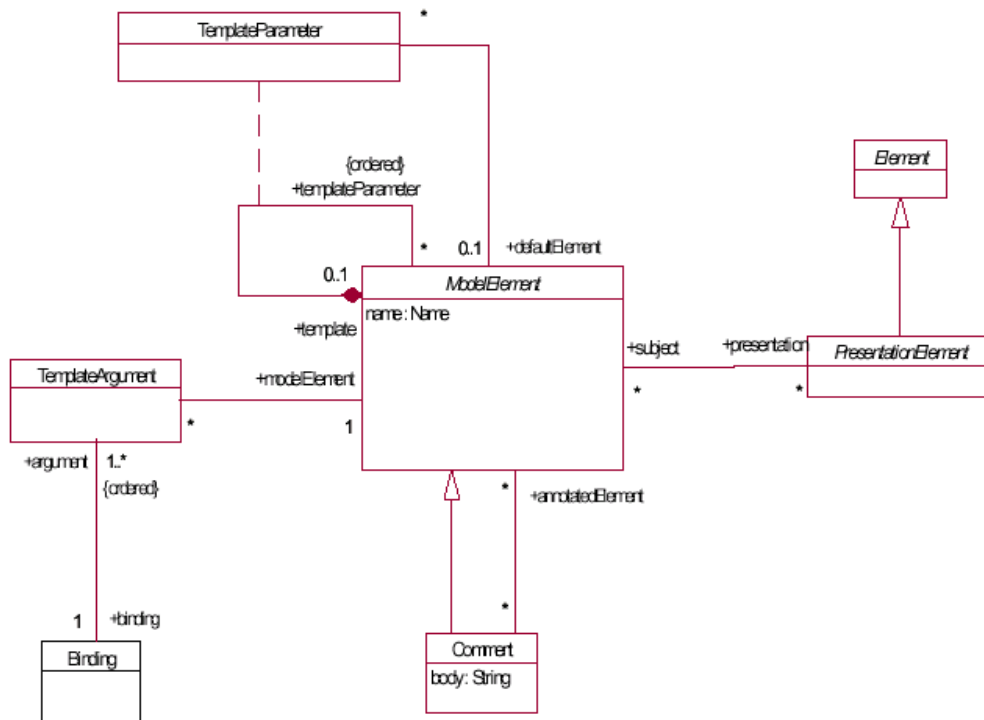 *
TemplateParameter
Element
{ordered}
+templateParameter
*
0..1
+defaultElement
0..1
ModelElement
name : Name
+template
+subject
+presentation
PresentationElement
*
*
TemplateArgument
+modelElement
*
1
+argument
1..*
{ordered}
*
+annotatedElement
*
1
+binding
Binding
Comment
body : String